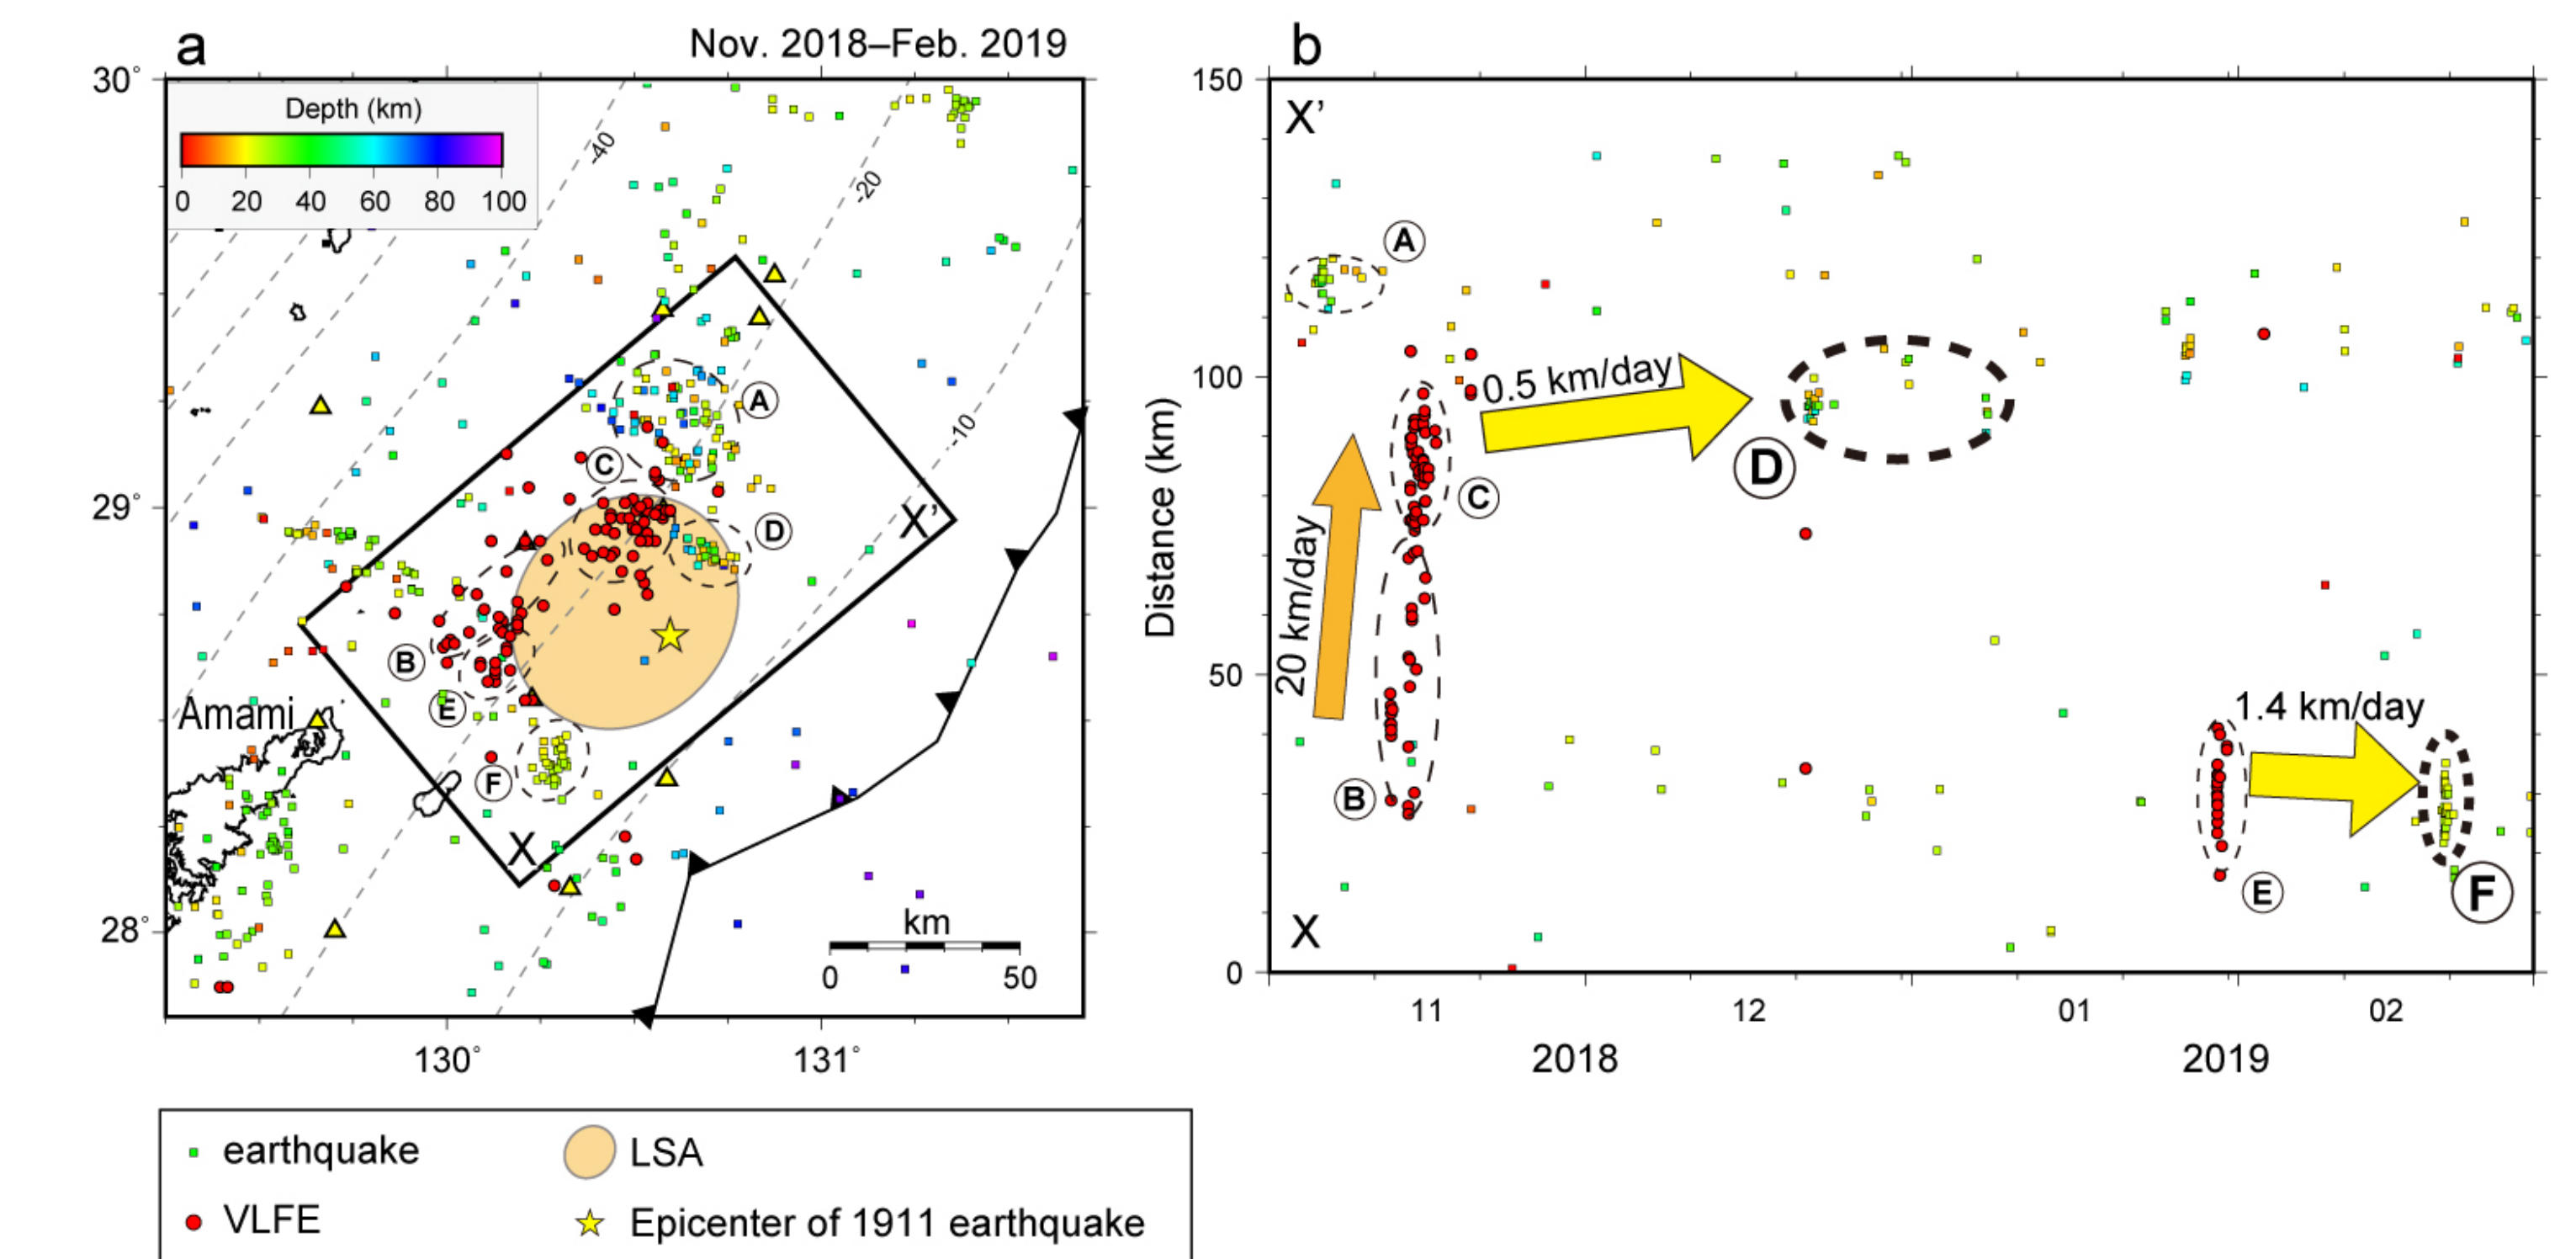 a
Nov. 2018–Feb. 2019
30°
29°
28°
Depth (km)
0 20 40 60 80 100
-40
-20
-10
A
C
X'
D
B
E
Amami
F
X
km
0 50
130° 131°
b
150
100
50
0
Distance (km)
X'
A
0.5 km/day
D
C
20 km/day
B
1.4 km/day
E
F
X
11 12 01 02
2018 2019
earthquake
LSA
VLFE
Epicenter of 1911 earthquake